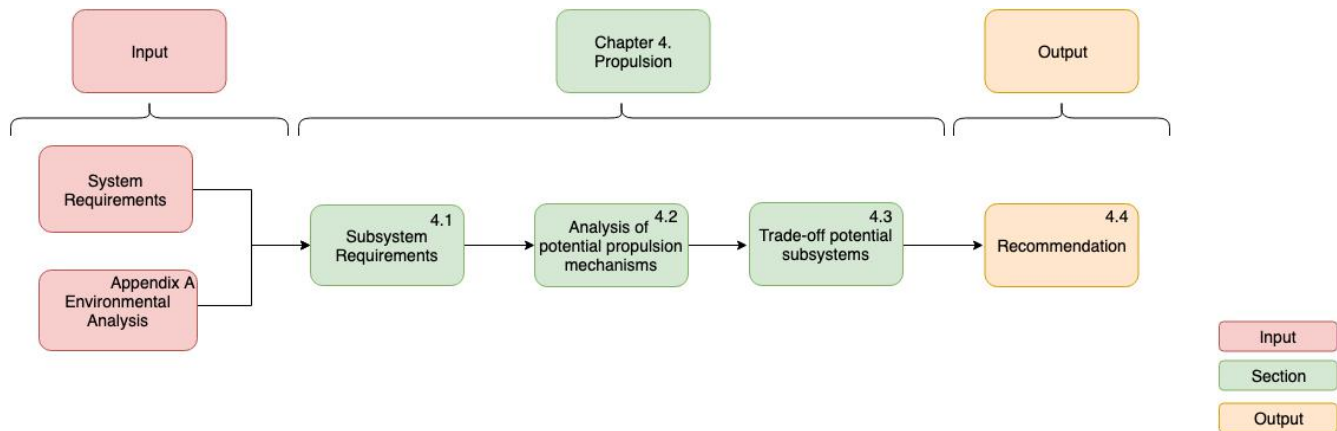 Input
Chapter 4.
Propulsion
Output
System
Requirements
Appendix A
Environmental
Analysis
4.1
Subsystem
Requirements
4.2
Analysis of
potential propulsion
mechanisms
4.3
Trade-off potential
subsystems
4.4
Recommendation
Input
Section
Output